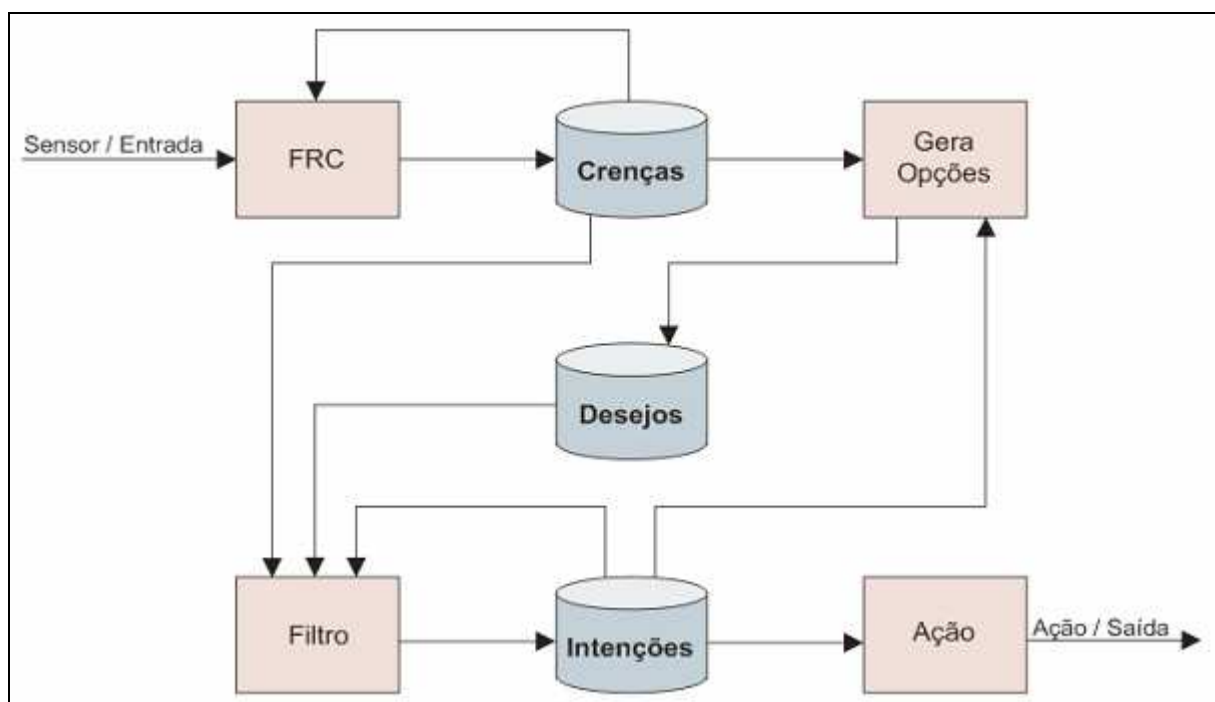 Sensor / Entrada
FRC
Crenças
Gera
Opções
Desejos
Filtro
Intenções
Ação
Ação / Saída